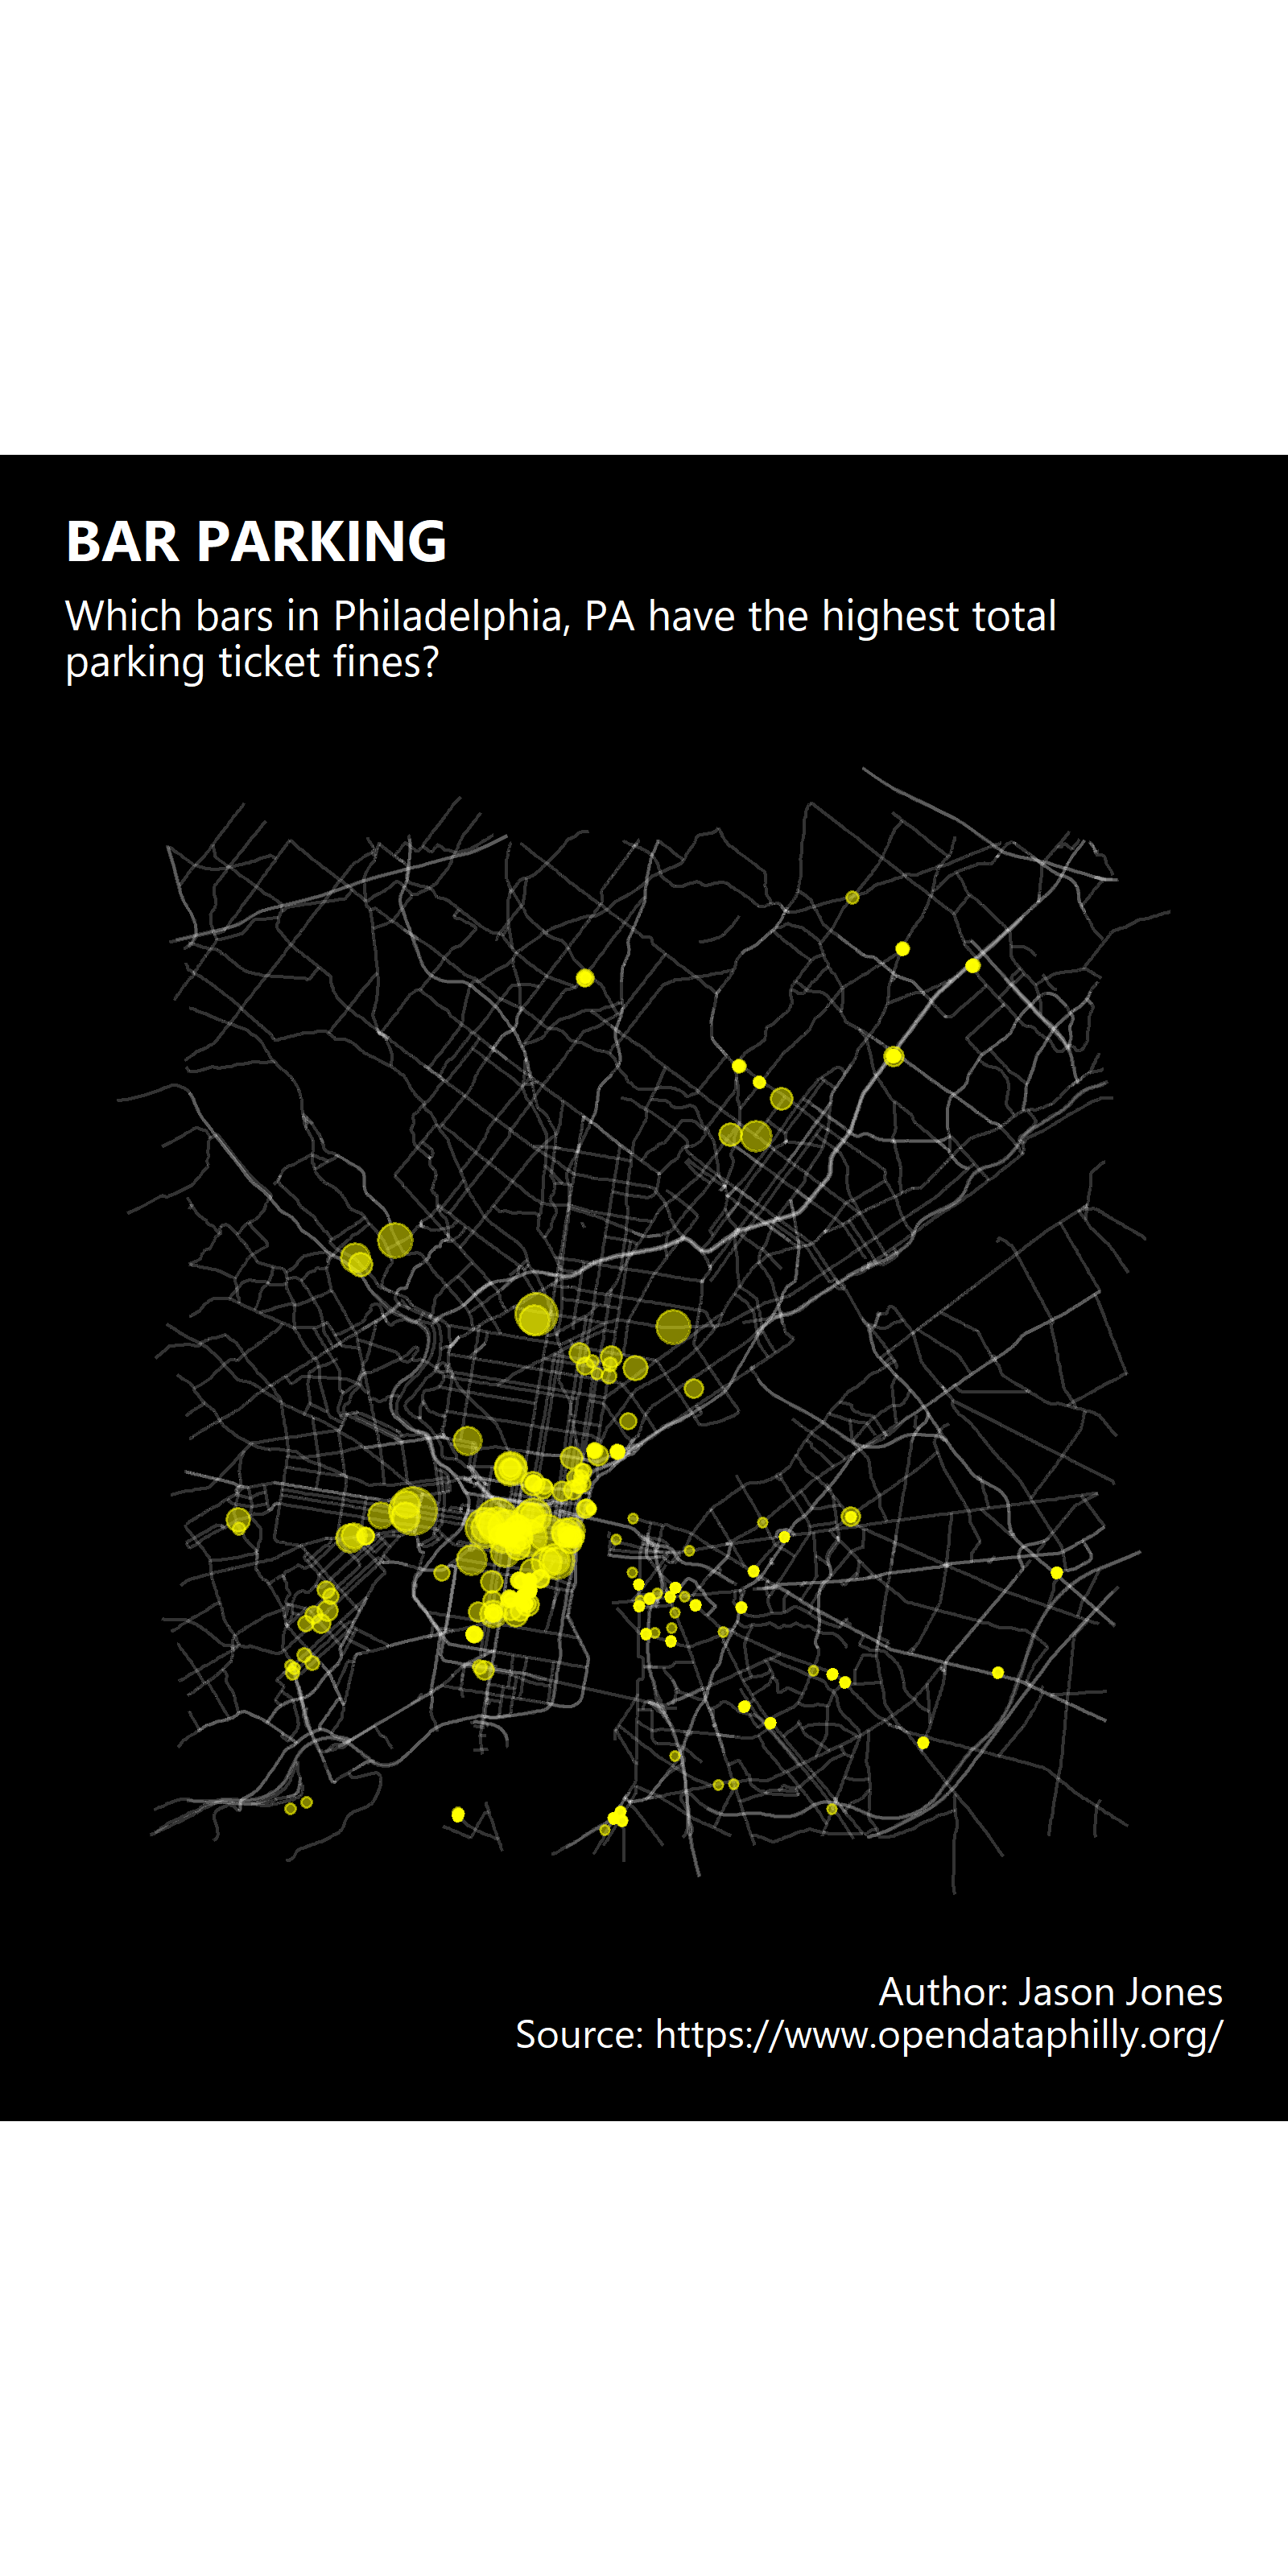 BAR PARKING
Which bars in Philadelphia, PA have the highest total
parking ticket fines?
Author: Jason Jones
Source: https://www.opendataphilly.org/